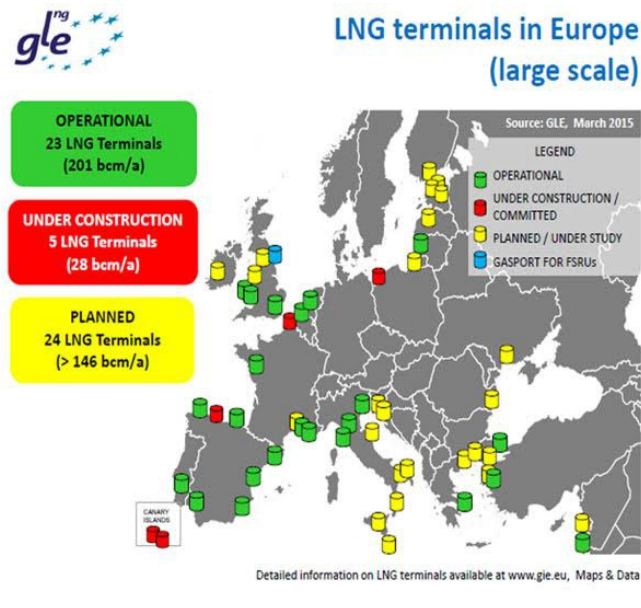 lng
gle
LNG terminals in Europe
(large scale)
OPERATIONAL
23 LNG Terminals
(201 bcm/a)
UNDER CONSTRUCTION
5 LNG Terminals
(28 bcm/a)
PLANNED
24 LNG Terminals
(> 146 bcm/a)
Source: GLE, March 2015
LEGEND
OPERATIONAL
UNDER CONSTRUCTION /
COMMITTED
PLANNED / UNDER STUDY
GASPORT FOR FSRUs
CANARY
ISLANDS
Detailed information on LNG terminals available at www.gie.eu, Maps & Data